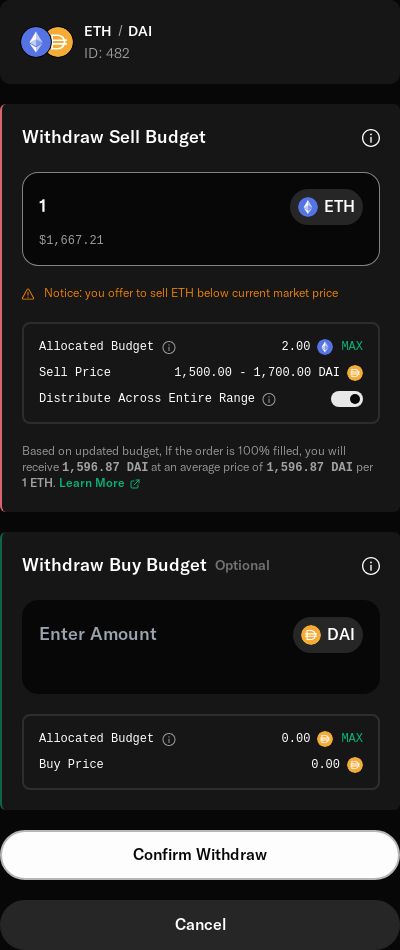 ETH / DAI
ID: 482
Withdraw Sell Budget
1
ETH
$1,667.21
Notice: you offer to sell ETH below current market price
Allocated Budget 2.00 MAX
Sell Price 1,500.00 - 1,700.00 DAI
Distribute Across Entire Range
Based on updated budget, If the order is 100% filled, you will
receive 1,596.87 DAI at an average price of 1,596.87 DAI per
1 ETH. Learn More
Withdraw Buy Budget Optional
Enter Amount
DAI
Allocated Budget 0.00 MAX
Buy Price 0.00
Confirm Withdraw
Cancel